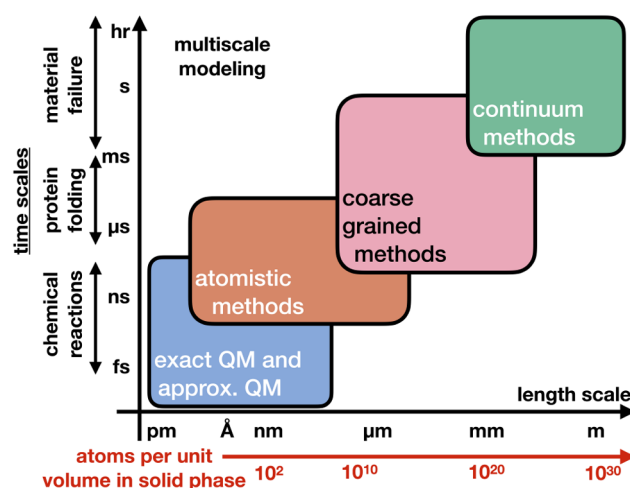 hr
s
ms
μs
ns
fs
time scales
material
failure
protein
folding
chemical
reactions
multiscale
modeling
continuum
methods
coarse
grained
methods
atomistic
methods
exact QM and
approx. QM
length scale
pm Å nm μm mm m
atoms per unit
volume in solid phase
10² 10¹⁰ 10²⁰ 10³⁰